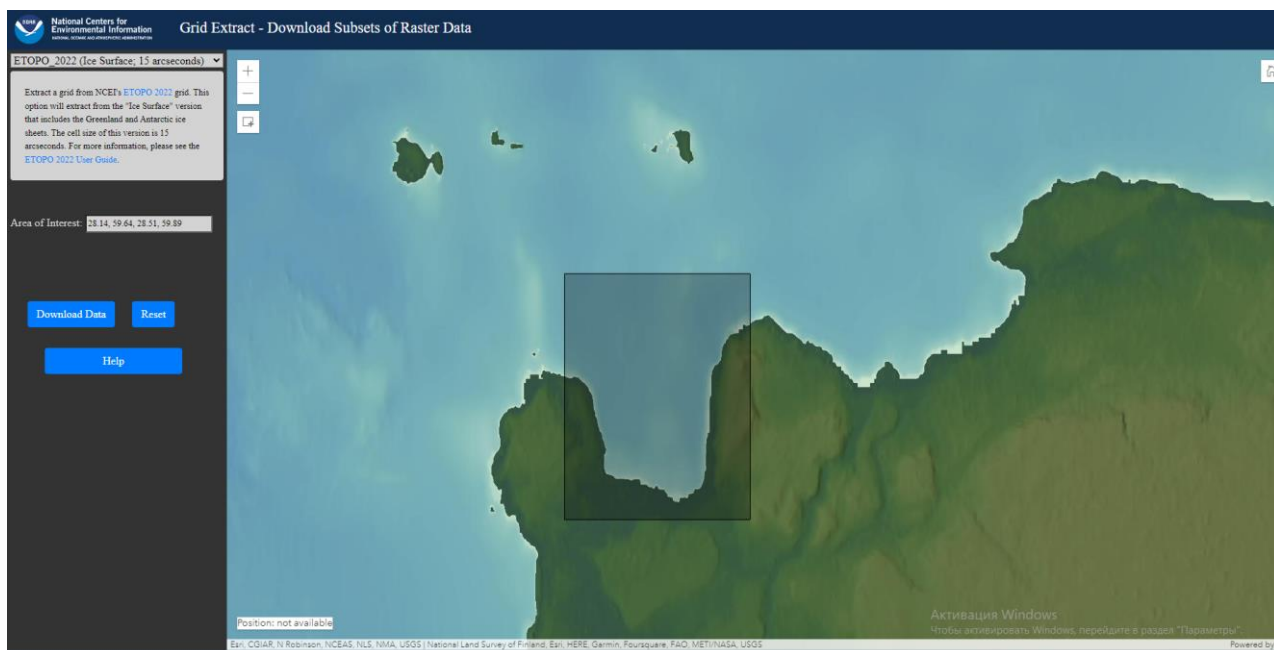 National Centers for
Environmental Information
NATIONAL OCEANIC AND ATMOSPHERIC ADMINISTRATION
Grid Extract - Download Subsets of Raster Data
ETOPO_2022 (Ice Surface; 15 arcseconds)
Extract a grid from NCEI's ETOPO 2022 grid. This
option will extract from the "Ice Surface" version
that includes the Greenland and Antarctic ice
sheets. The cell size of this version is 15
arcseconds. For more information, please see the
ETOPO 2022 User Guide.
Area of Interest: 28.14, 59.64, 28.51, 59.89
Download Data
Reset
Help
+
−
Position: not available
Активация Windows
Чтобы активировать Windows, перейдите в раздел "Параметры".
Esri, CGIAR, N Robinson, NCEAS, NLS, NMA, USGS | National Land Survey of Finland, Esri, HERE, Garmin, Foursquare, FAO, METI/NASA, USGS
Powered by